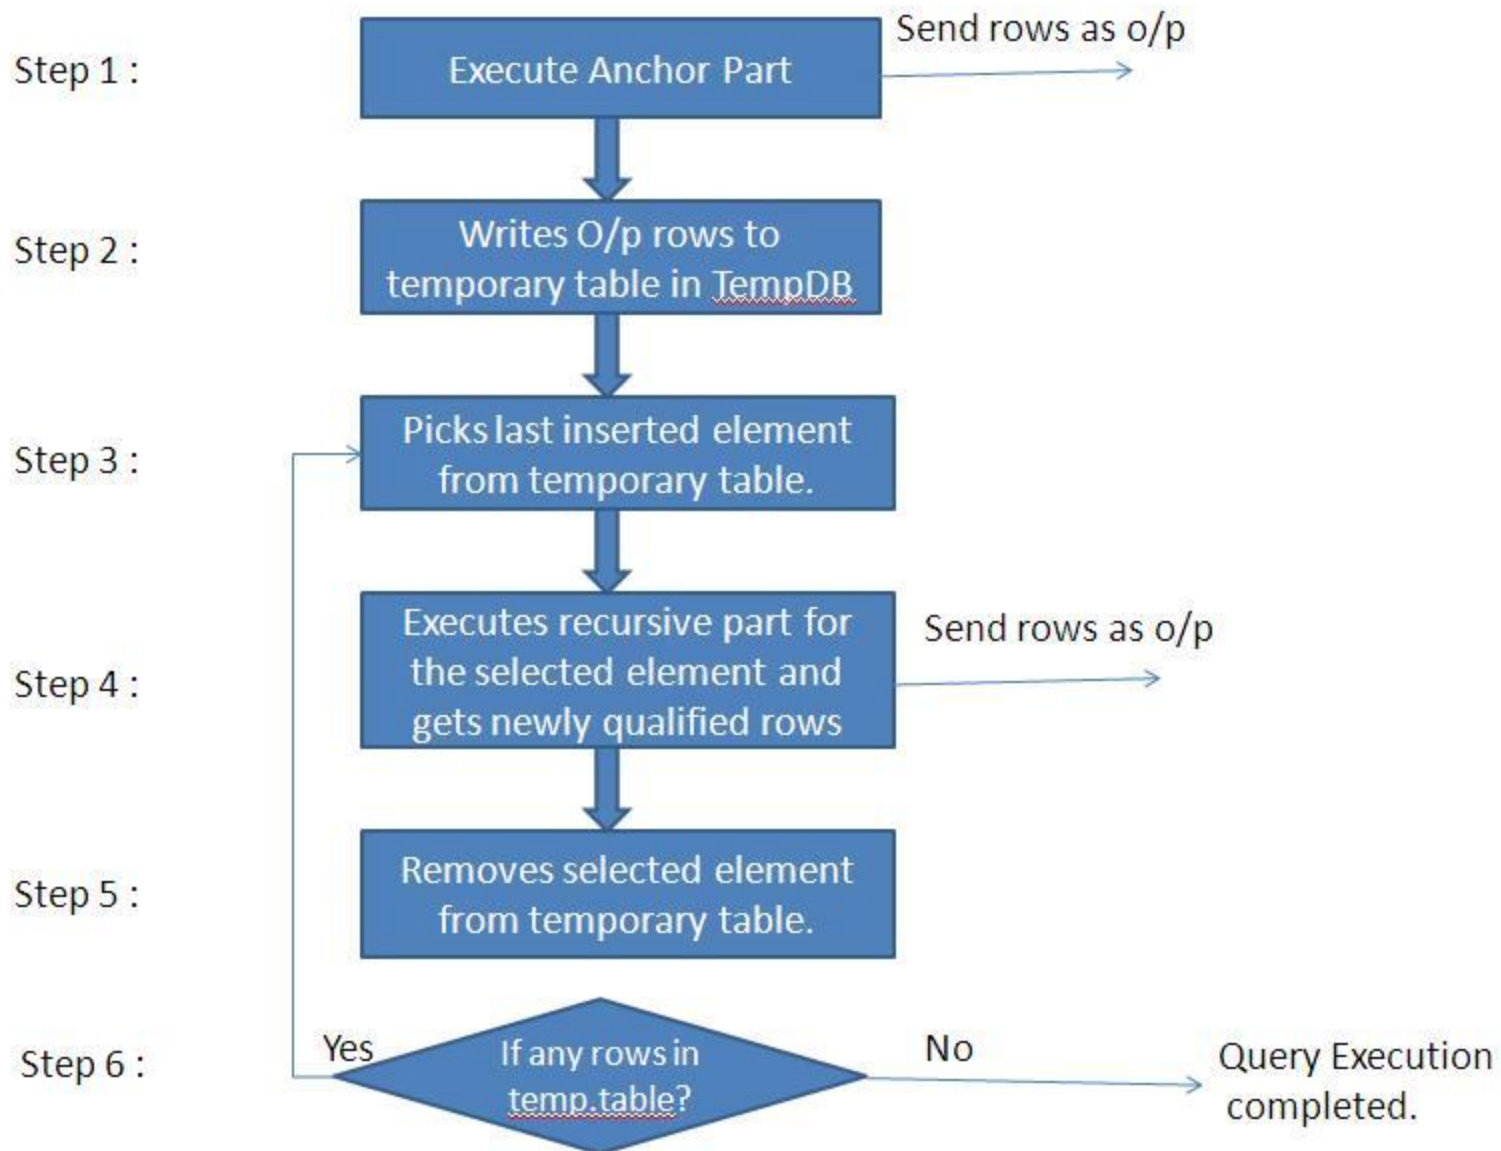 Send rows as o/p
Step 1 :
Execute Anchor Part
Step 2 :
Writes O/p rows to
temporary table in TempDB
Step 3 :
Picks last inserted element
from temporary table.
Step 4 :
Executes recursive part for
the selected element and
gets newly qualified rows
Send rows as o/p
Step 5 :
Removes selected element
from temporary table.
Step 6 :
Yes
If any rows in
temp.table?
No
Query Execution
completed.